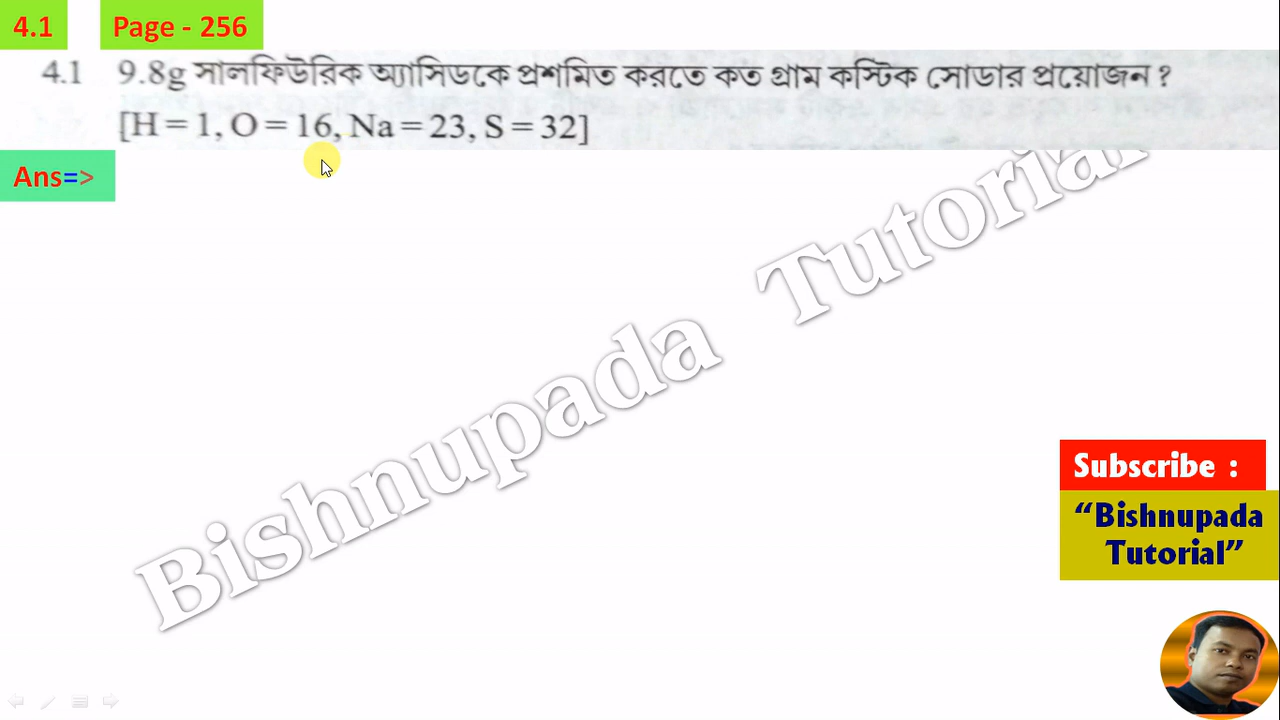 4.1 Page - 256
4.1 9.8g সালফিউরিক অ্যাসিডকে প্রশমিত করতে কত গ্রাম কস্টিক সোডার প্রয়োজন ?
[H = 1, O = 16, Na = 23, S = 32]
Ans=>
Bishnupada Tutorial
Subscribe :
“Bishnupada
Tutorial”